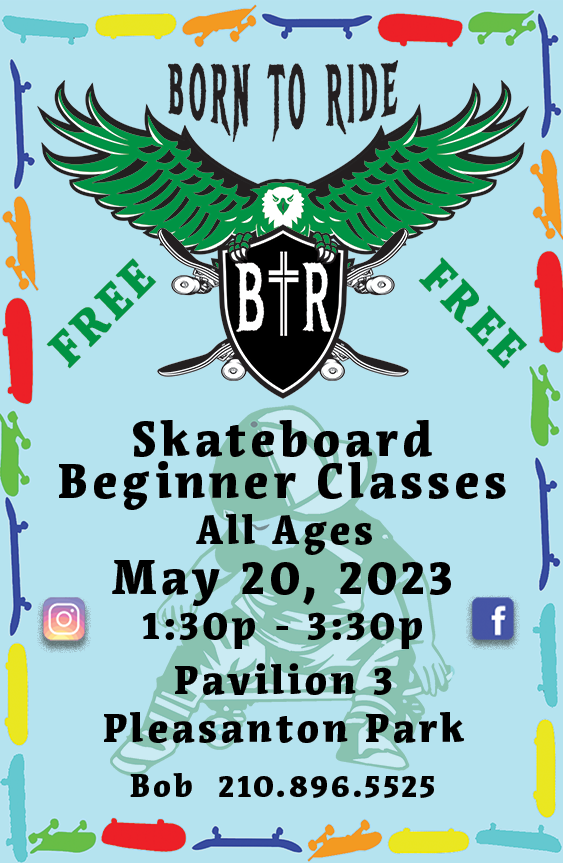 BORN TO RIDE
B R
FREE
FREE
Skateboard
Beginner Classes
All Ages
May 20, 2023
1:30p - 3:30p
f
Pavilion 3
Pleasanton Park
Bob 210.896.5525